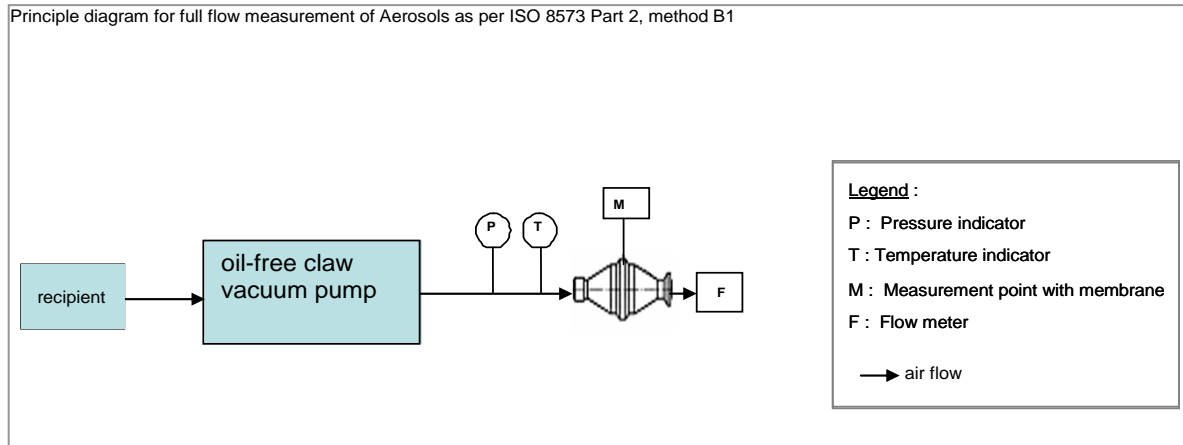 Principle diagram for full flow measurement of Aerosols as per ISO 8573 Part 2, method B1
recipient
oil-free claw
vacuum pump
P
T
M
F
Legend :
P : Pressure indicator
T : Temperature indicator
M : Measurement point with membrane
F : Flow meter
air flow